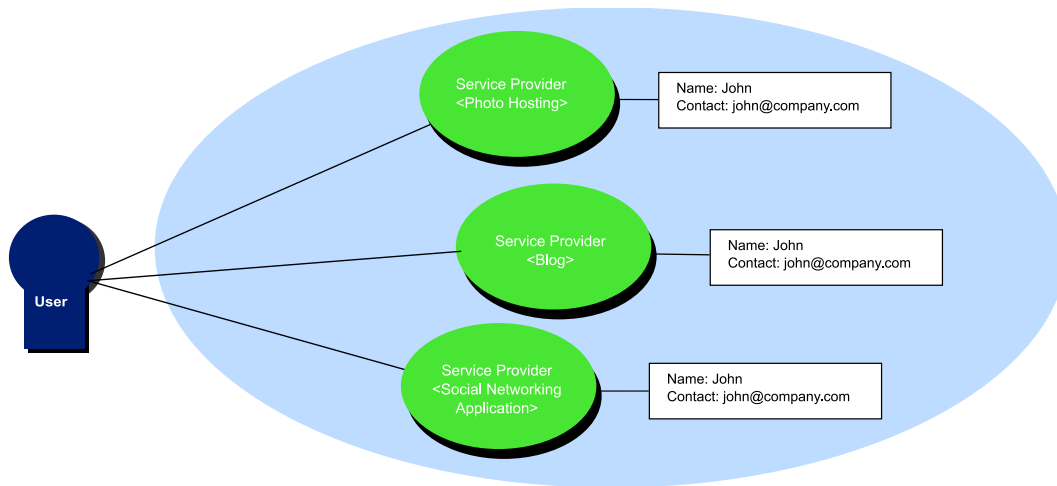 Service Provider
<Photo Hosting>
Name: John
Contact: john@company.com
Service Provider
<Blog>
Name: John
Contact: john@company.com
User
Service Provider
<Social Networking
Application>
Name: John
Contact: john@company.com